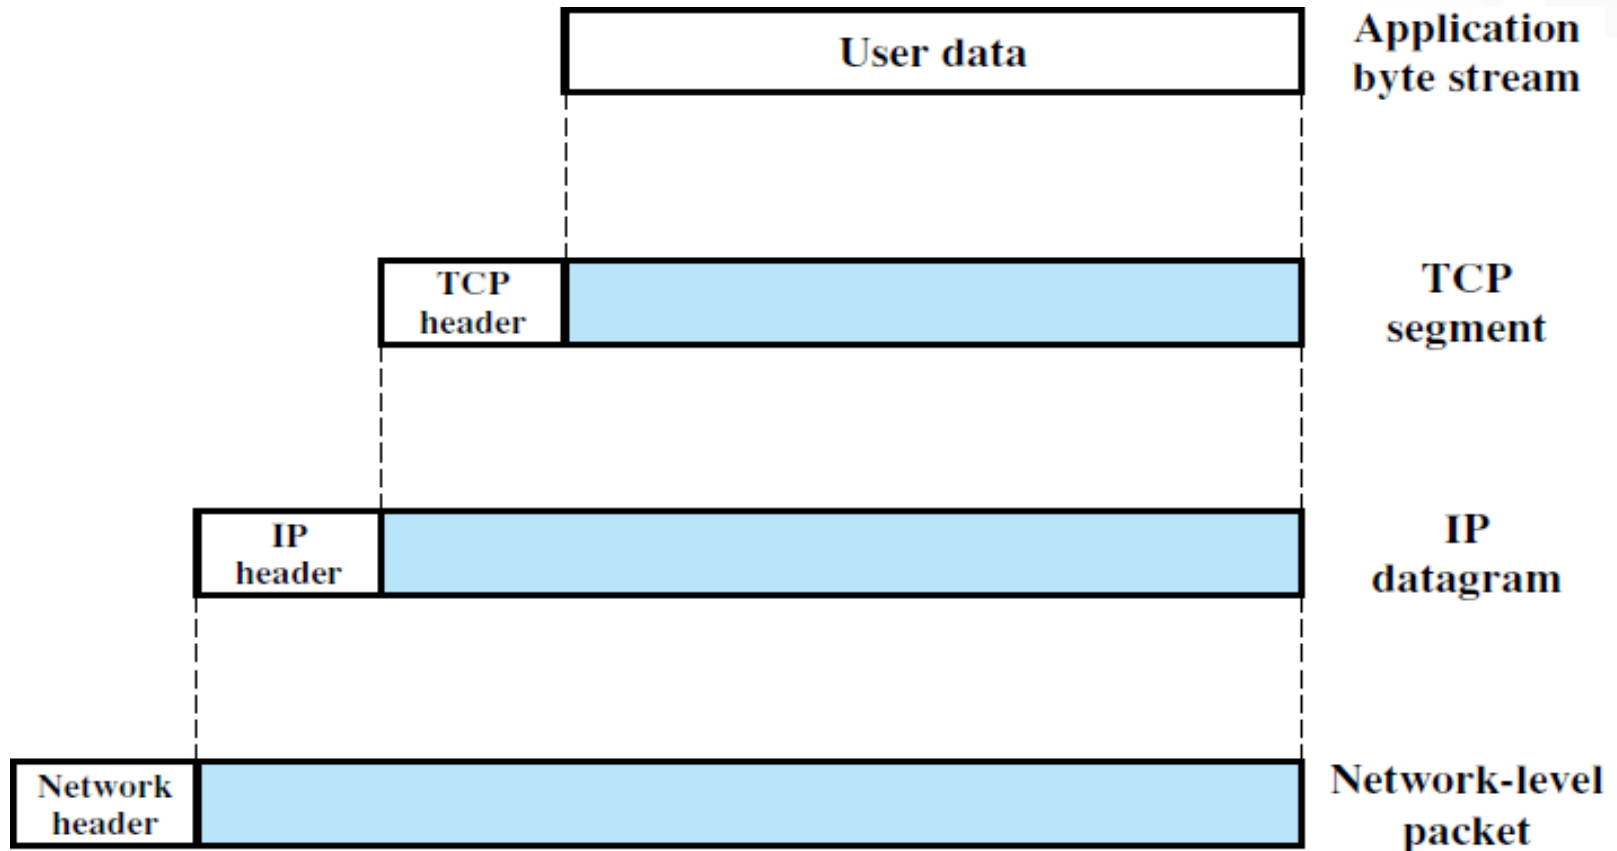 User data
Application
byte stream
TCP
header
TCP
segment
IP
header
IP
datagram
Network
header
Network-level
packet